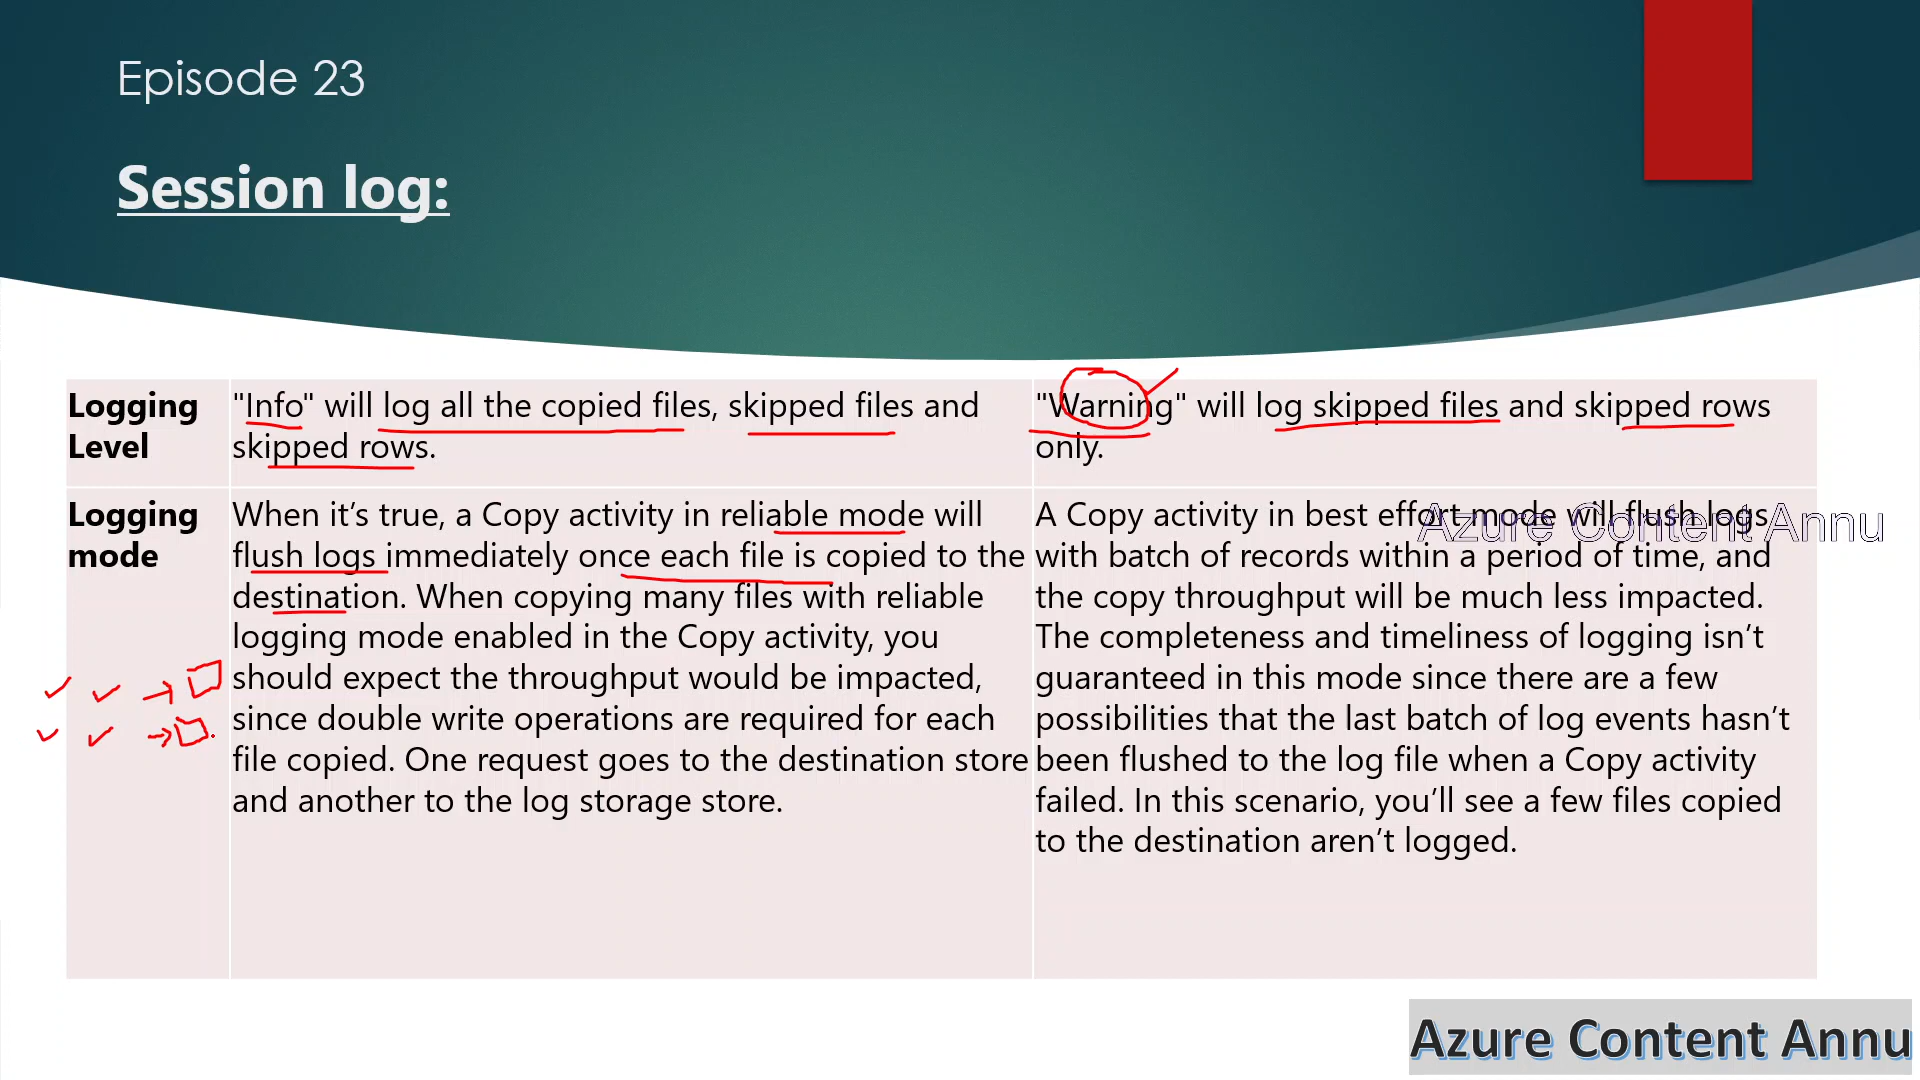 Episode 23
Session log:
Logging
Level
"Info" will log all the copied files, skipped files and
skipped rows.
"Warning" will log skipped files and skipped rows
only.
Logging
mode
When it’s true, a Copy activity in reliable mode will
flush logs immediately once each file is copied to the
destination. When copying many files with reliable
logging mode enabled in the Copy activity, you
should expect the throughput would be impacted,
since double write operations are required for each
file copied. One request goes to the destination store
and another to the log storage store.
A Copy activity in best effort mode will flush logs
with batch of records within a period of time, and
the copy throughput will be much less impacted.
The completeness and timeliness of logging isn’t
guaranteed in this mode since there are a few
possibilities that the last batch of log events hasn’t
been flushed to the log file when a Copy activity
failed. In this scenario, you’ll see a few files copied
to the destination aren’t logged.
Azure Content Annu
Azure Content Annu